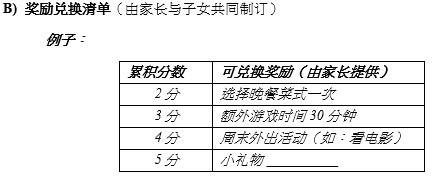 B) 奖励兑换清单（由家长与子女共同制订）
例子：
累积分数 可兑换奖励（由家长提供）
2 分 选择晚餐菜式一次
3 分 额外游戏时间 30 分钟
4 分 周末外出活动（如：看电影）
5 分 小礼物 __________